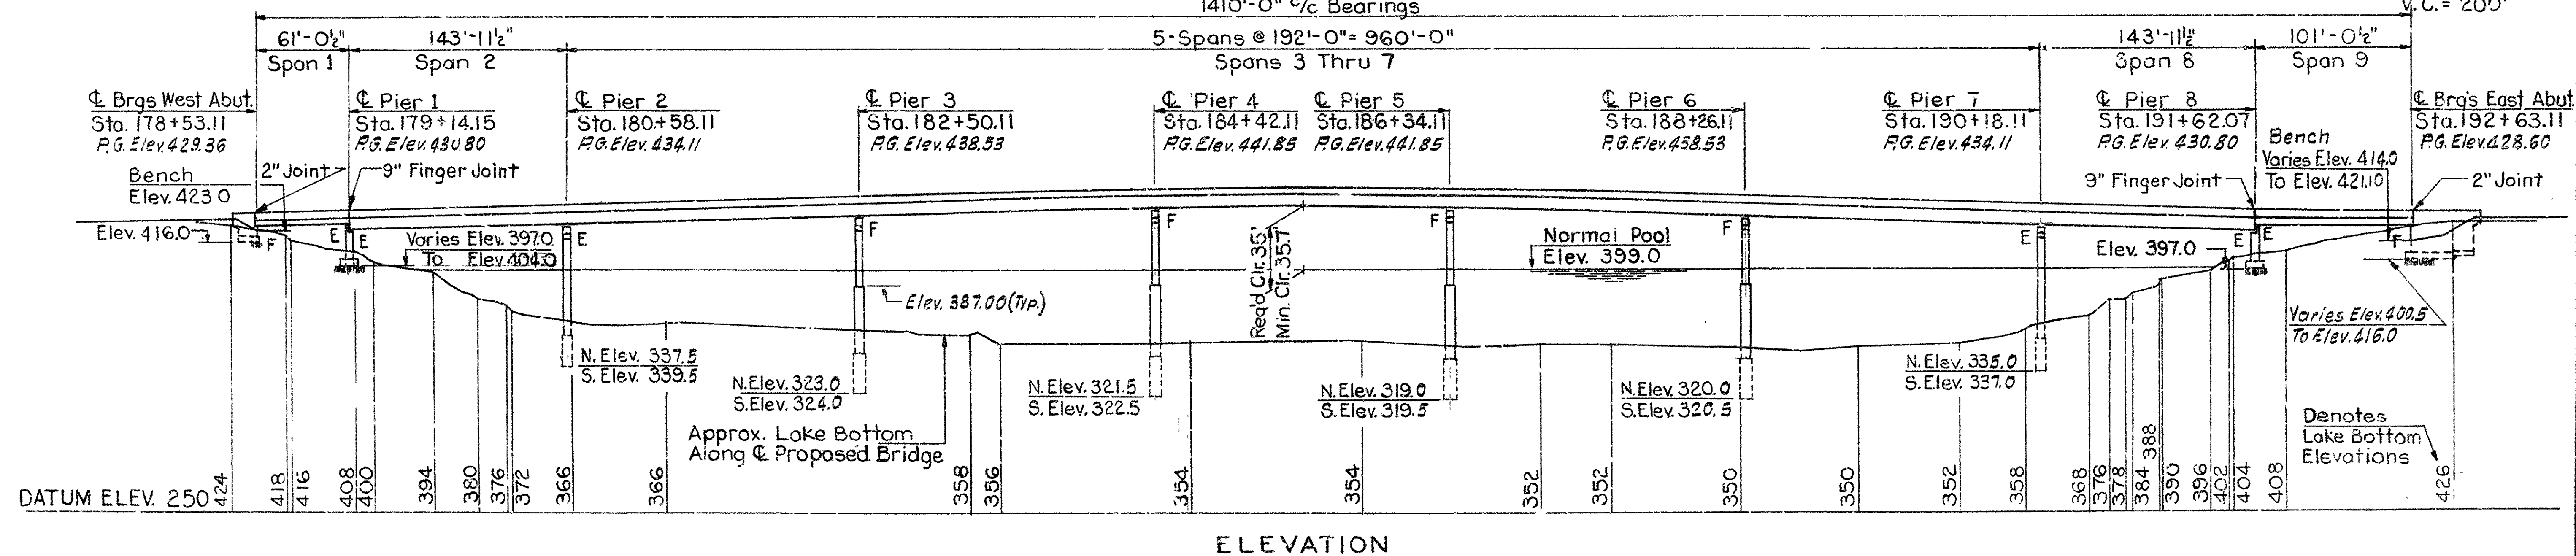 1410'-0" c/c Bearings
V.C.= 200'
61'-0½"
143'-11½"
5-Spans @ 192'-0"= 960'-0"
143'-11½"
101'-0½"
Span 1
Span 2
Spans 3 Thru 7
Span 8
Span 9
℄ Brgs West Abut.
Sta. 178+53.11
P.G. Elev. 429.36
℄ Pier 1
Sta. 179+14.15
P.G. Elev. 430.80
℄ Pier 2
Sta. 180+58.11
P.G. Elev. 434.11
℄ Pier 3
Sta. 182+50.11
P.G. Elev. 438.53
℄ Pier 4
Sta. 184+42.11
P.G. Elev. 441.85
℄ Pier 5
Sta. 186+34.11
P.G. Elev. 441.85
℄ Pier 6
Sta. 188+26.11
P.G. Elev. 438.53
℄ Pier 7
Sta. 190+18.11
P.G. Elev. 434.11
℄ Pier 8
Sta. 191+62.07
P.G. Elev. 430.80
℄ Brg's East Abut.
Sta. 192+63.11
P.G. Elev. 428.60
Bench
Elev. 423.0
2" Joint
9" Finger Joint
9" Finger Joint
Bench
Varies Elev. 414.0
To Elev. 421.10
2" Joint
Elev. 416.0
E
F
E
E
Varies Elev. 397.0
To Elev. 404.0
E
F
F
Req'd Clr. 35'
Min. Clr. 35.7'
F
Normal Pool
Elev. 399.0
F
E
Elev. 397.0
E
E
F
Elev. 387.00 (Typ.)
Varies Elev. 400.5
To Elev. 416.0
N. Elev. 337.5
S. Elev. 339.5
N. Elev. 323.0
S. Elev. 324.0
N. Elev. 321.5
S. Elev. 322.5
N. Elev. 319.0
S. Elev. 319.5
N. Elev. 320.0
S. Elev. 320.5
N. Elev. 335.0
S. Elev. 337.0
Approx. Lake Bottom
Along ℄ Proposed Bridge
Denotes
Lake Bottom
Elevations
DATUM ELEV. 250
424
418
416
408
400
394
380
376
372
366
366
358
356
354
354
352
352
350
350
352
358
368
376
378
384
388
390
396
402
404
408
426
ELEVATION